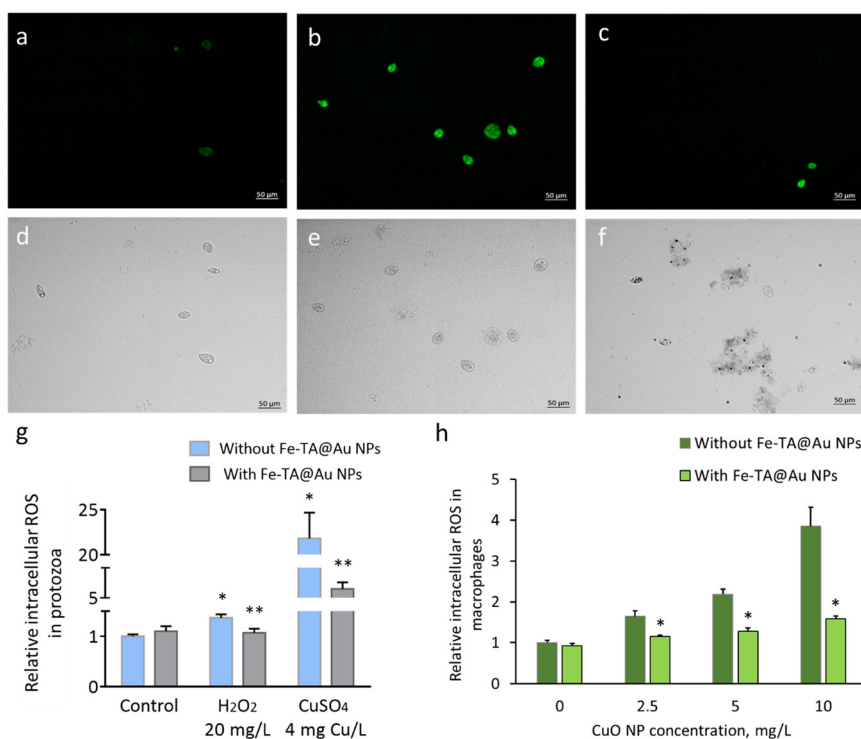 a
b
c
50 µm
50 µm
50 µm
d
e
f
50 µm
50 µm
50 µm
g
Without Fe-TA@Au NPs
With Fe-TA@Au NPs
Relative intracellular ROS
in protozoa
25
20
5
1
0
*
**
*
**
Control
H₂O₂
20 mg/L
CuSO₄
4 mg Cu/L
h
Without Fe-TA@Au NPs
With Fe-TA@Au NPs
Relative intracellular ROS in
macrophages
5
4
3
2
1
0
*
*
*
0
2.5
5
10
CuO NP concentration, mg/L